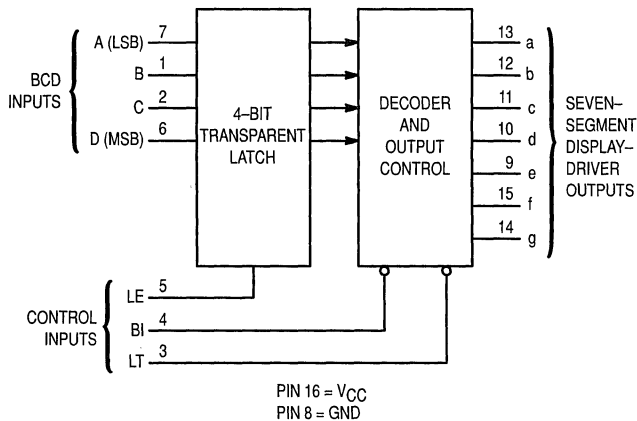 BCD
INPUTS
A (LSB) 7
B 1
C 2
D (MSB) 6
4–BIT
TRANSPARENT
LATCH
DECODER
AND
OUTPUT
CONTROL
13 a
12 b
11 c
10 d
9 e
15 f
14 g
SEVEN–
SEGMENT
DISPLAY–
DRIVER
OUTPUTS
CONTROL
INPUTS
LE 5
BI 4
LT 3
PIN 16 = VCC
PIN 8 = GND